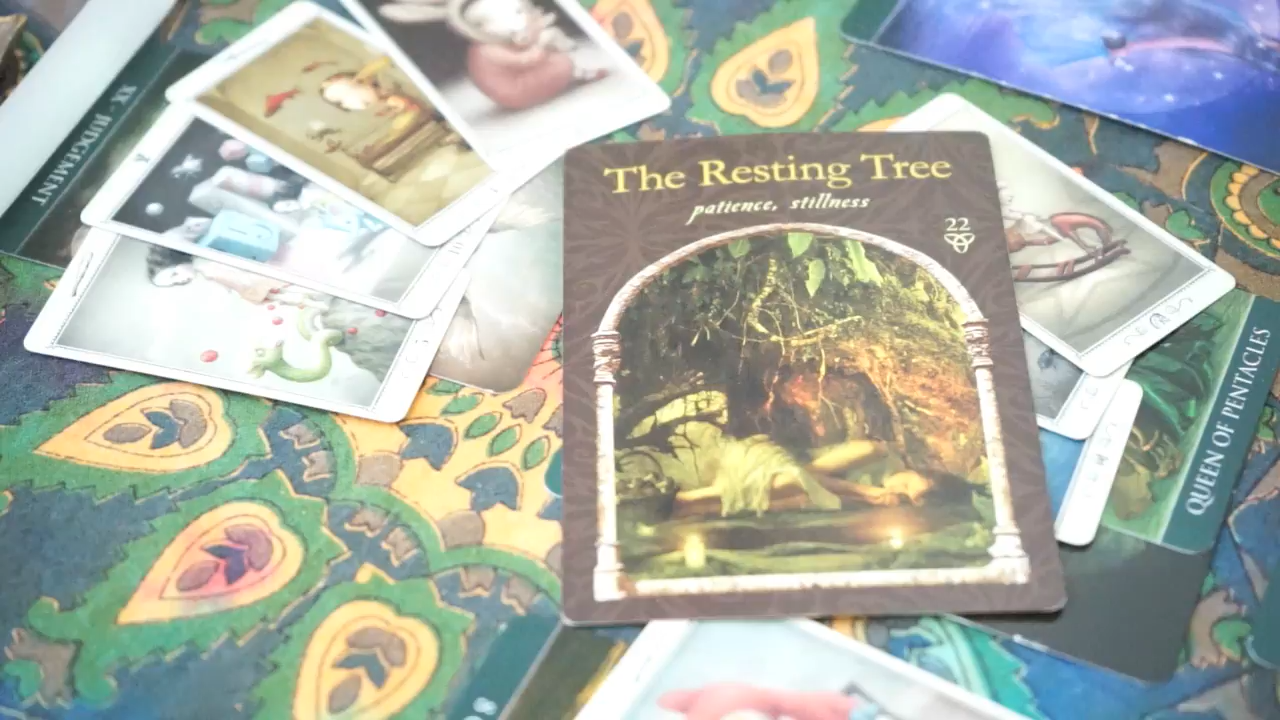 XX · JUDGEMENT
The Resting Tree
patience, stillness
22
QUEEN OF PENTACLES